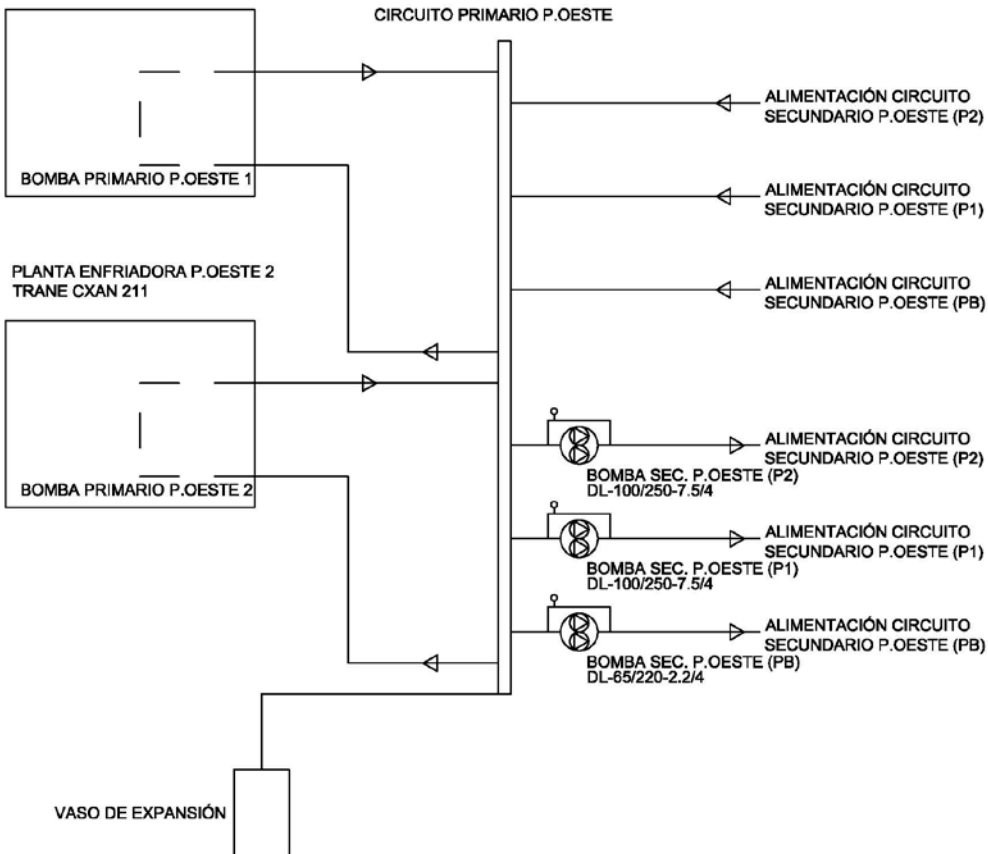 CIRCUITO PRIMARIO P.OESTE
BOMBA PRIMARIO P.OESTE 1
PLANTA ENFRIADORA P.OESTE 2
TRANE CXAN 211
BOMBA PRIMARIO P.OESTE 2
VASO DE EXPANSIÓN
ALIMENTACIÓN CIRCUITO
SECUNDARIO P.OESTE (P2)
ALIMENTACIÓN CIRCUITO
SECUNDARIO P.OESTE (P1)
ALIMENTACIÓN CIRCUITO
SECUNDARIO P.OESTE (PB)
ALIMENTACIÓN CIRCUITO
SECUNDARIO P.OESTE (P2)
BOMBA SEC. P.OESTE (P2)
DL-100/250-7.5/4
ALIMENTACIÓN CIRCUITO
SECUNDARIO P.OESTE (P1)
BOMBA SEC. P.OESTE (P1)
DL-100/250-7.5/4
ALIMENTACIÓN CIRCUITO
SECUNDARIO P.OESTE (PB)
BOMBA SEC. P.OESTE (PB)
DL-65/220-2.2/4